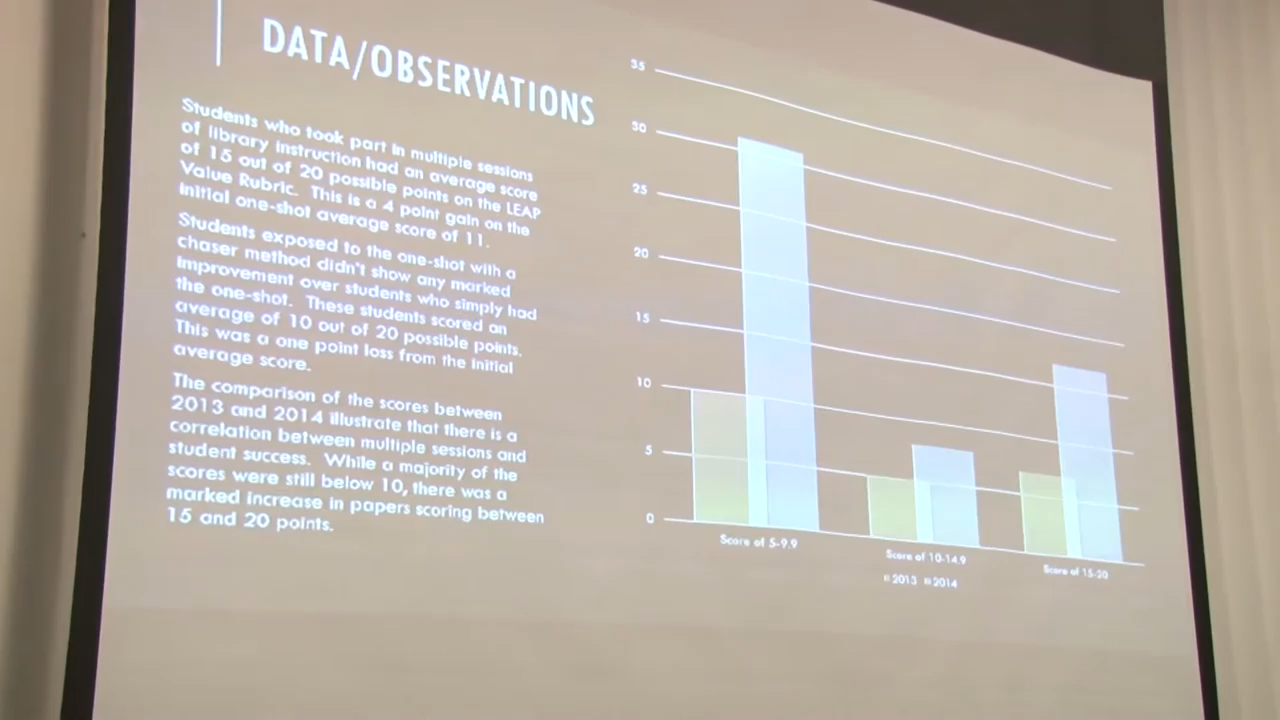 DATA/OBSERVATIONS
Students who took part in multiple sessions
of library instruction had an average score
of 15 out of 20 possible points on the LEAP
Value Rubric. This is a 4 point gain on the
initial one-shot average score of 11.
Students exposed to the one-shot with a
chaser method didn't show any marked
improvement over students who simply had
the one-shot. These students scored an
average of 10 out of 20 possible points.
This was a one point loss from the initial
average score.
The comparison of the scores between
2013 and 2014 illustrate that there is a
correlation between multiple sessions and
student success. While a majority of the
scores were still below 10, there was a
marked increase in papers scoring between
15 and 20 points.
35
30
25
20
15
10
5
0
Score of 5-9.9
Score of 10-14.9
Score of 15-20
2013 2014